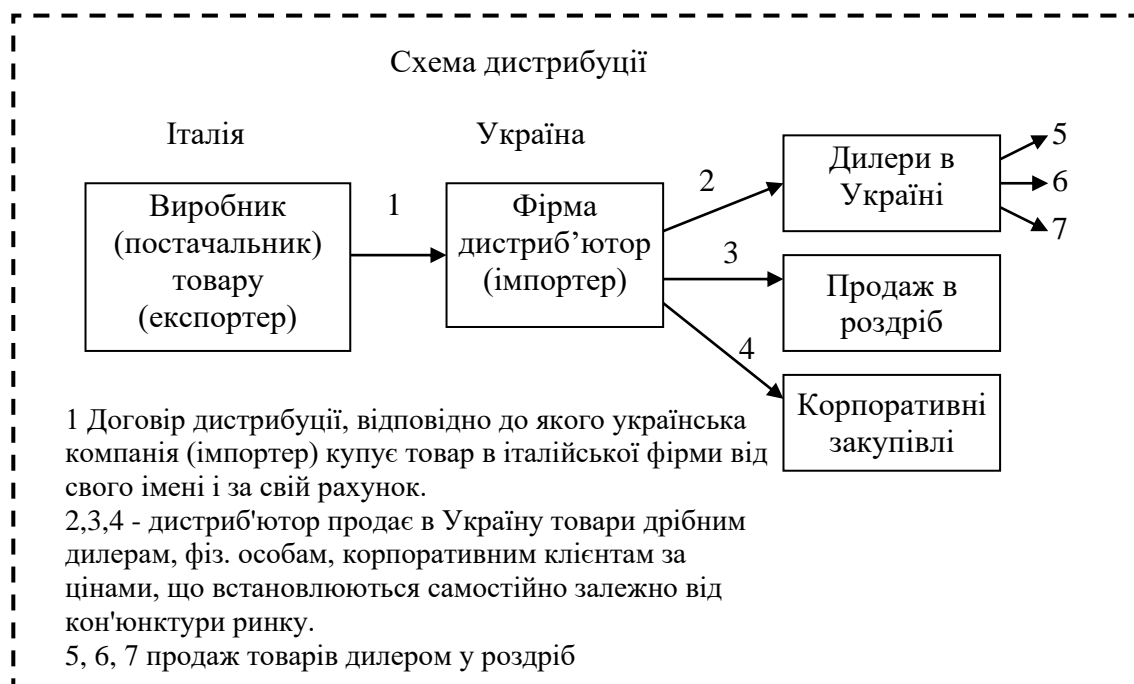 Схема дистрибуції
Італія
Україна
Виробник
(постачальник)
товару
(експортер)
1
Фірма
дистриб’ютор
(імпортер)
2
3
4
Дилери в
Україні
5
6
7
Продаж в
роздріб
Корпоративні
закупівлі
1 Договір дистрибуції, відповідно до якого українська
компанія (імпортер) купує товар в італійської фірми від
свого імені і за свій рахунок.
2,3,4 - дистриб'ютор продає в Україну товари дрібним
дилерам, фіз. особам, корпоративним клієнтам за
цінами, що встановлюються самостійно залежно від
кон'юнктури ринку.
5, 6, 7 продаж товарів дилером у роздріб